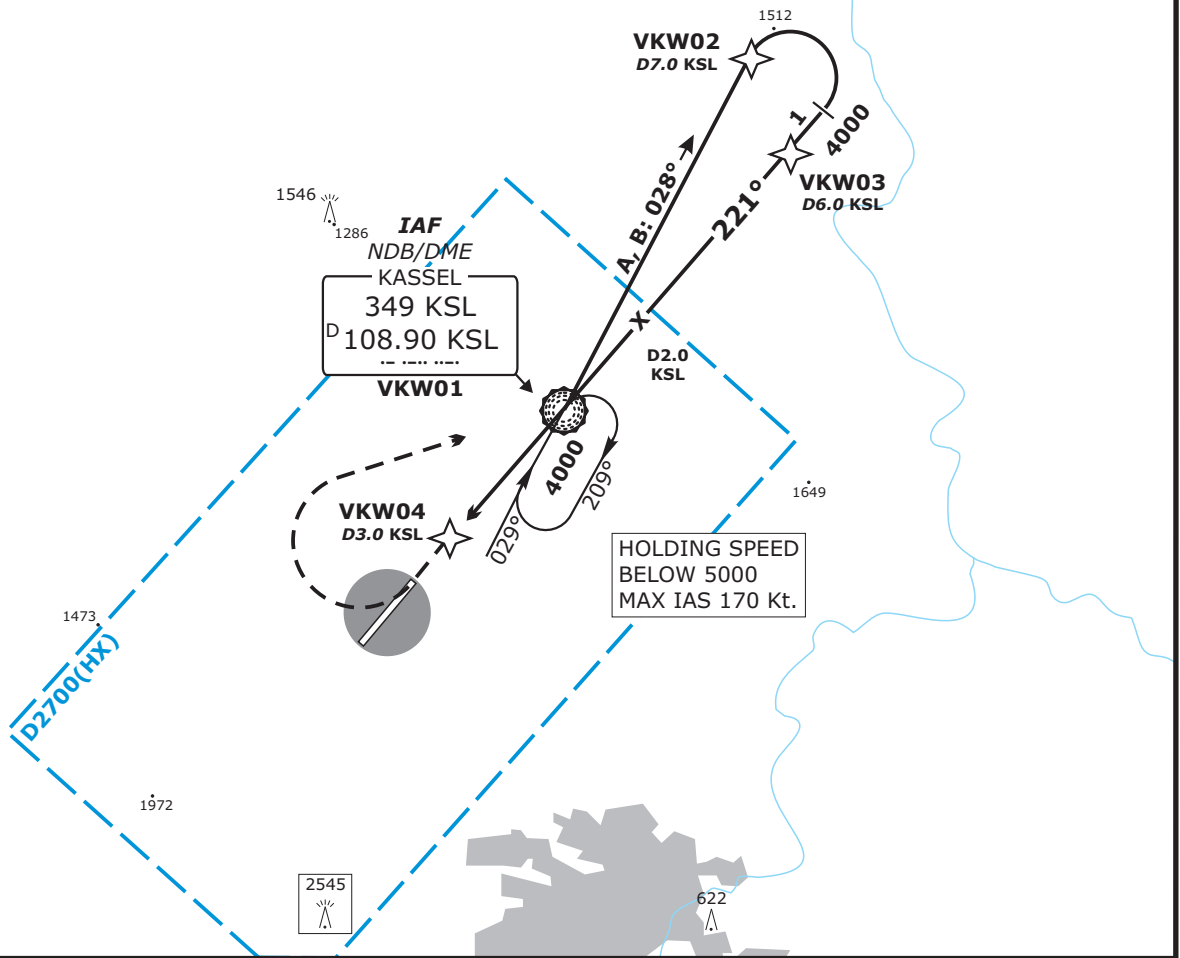 1512
VKW02
D7.0 KSL
1
4000
VKW03
D6.0 KSL
A, B: 028°
221°
1546
1286
IAF
NDB/DME
KASSEL
349 KSL
D 108.90 KSL
VKW01
D2.0
KSL
4000
029°
209°
1649
VKW04
D3.0 KSL
HOLDING SPEED
BELOW 5000
MAX IAS 170 Kt.
1473
D2700(HX)
1972
2545
622